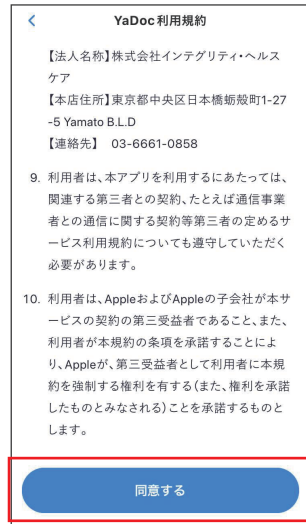 YaDoc利用規約
【法人名称】株式会社インテグリティ・ヘルス
ケア
【本店住所】東京都中央区日本橋蛎殻町1-27
-5 Yamato B.L.D
【連絡先】 03-6661-0858
9. 利用者は、本アプリを利用するにあたっては、
関連する第三者との契約、たとえば通信事業
者との通信に関する契約等第三者の定めるサ
ービス利用規約についても遵守していただく
必要があります。
10. 利用者は、AppleおよびAppleの子会社が本サ
ービスの契約の第三受益者であること、また、
利用者が本規約の条項を承諾することによ
り、Appleが、第三受益者として利用者に本規
約を強制する権利を有する(また、権利を承諾
したものとみなされる)ことを承諾するものと
します。
同意する